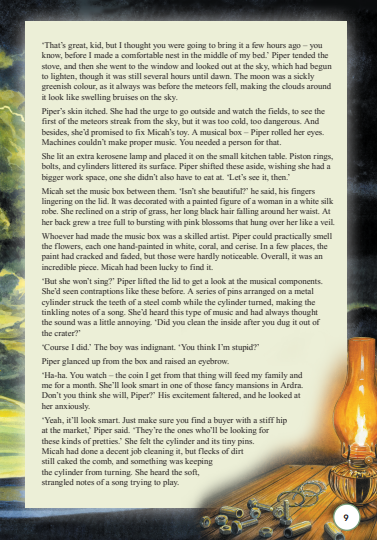 ‘That’s great, kid, but I thought you were going to bring it a few hours ago – you
know, before I made a comfortable nest in the middle of my bed.’ Piper tended the
stove, and then she went to the window and looked out at the sky, which had begun
to lighten, though it was still several hours until dawn. The moon was a sickly
greenish colour, as it always was before the meteors fell, making the clouds around
it look like swelling bruises on the sky.
Piper’s skin itched. She had the urge to go outside and watch the fields, to see the
first of the meteors streak from the sky, but it was too cold, too dangerous. And
besides, she’d promised to fix Micah’s toy. A musical box – Piper rolled her eyes.
Machines couldn’t make proper music. You needed a person for that.
She lit an extra kerosene lamp and placed it on the small kitchen table. Piston rings,
bolts, and cylinders littered its surface. Piper shifted these aside, wishing she had a
bigger work space, one she didn’t also have to eat at. ‘Let’s see it, then.’
Micah set the music box between them. ‘Isn’t she beautiful?’ he said, his fingers
lingering on the lid. It was decorated with a painted figure of a woman in a white silk
robe. She reclined on a strip of grass, her long black hair falling around her waist. At
her back grew a tree full to bursting with pink blossoms that hung over her like a veil.
Whoever had made the music box was a skilled artist. Piper could practically smell
the flowers, each one hand-painted in white, coral, and cerise. In a few places, the
paint had cracked and faded, but those were hardly noticeable. Overall, it was an
incredible piece. Micah had been lucky to find it.
‘But she won’t sing?’ Piper lifted the lid to get a look at the musical components.
She’d seen contraptions like these before. A series of pins arranged on a metal
cylinder struck the teeth of a steel comb while the cylinder turned, making the
tinkling notes of a song. She’d heard this type of music and had always thought
the sound was a little annoying. ‘Did you clean the inside after you dug it out of
the crater?’
‘Course I did.’ The boy was indignant. ‘You think I’m stupid?’
Piper glanced up from the box and raised an eyebrow.
‘Ha-ha. You watch – the coin I get from that thing will feed my family and
me for a month. She’ll look smart in one of those fancy mansions in Ardra.
Don’t you think she will, Piper?’ His excitement faltered, and he looked at
her anxiously.
‘Yeah, it’ll look smart. Just make sure you find a buyer with a stiff hip
at the market,’ Piper said. ‘They’re the ones who’ll be looking for
these kinds of pretties.’ She felt the cylinder and its tiny pins.
Micah had done a decent job cleaning it, but flecks of dirt
still caked the comb, and something was keeping
the cylinder from turning. She heard the soft,
strangled notes of a song trying to play.
9